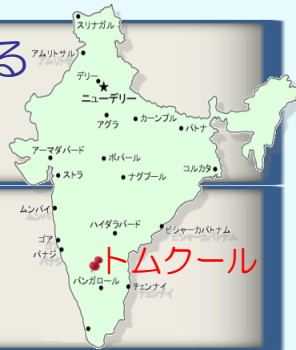 スリナガル
る
アムリトサル
デリー
ニューデリー
アグラ
カーンブル
パトナ
アーマダバード
ボパール
コルカタ
ストラ
ナグプール
ムンバイ
ハイダラバード
ビシャーカパトナム
ゴア
パナジ
トムクール
バンガロール
チェンナイ